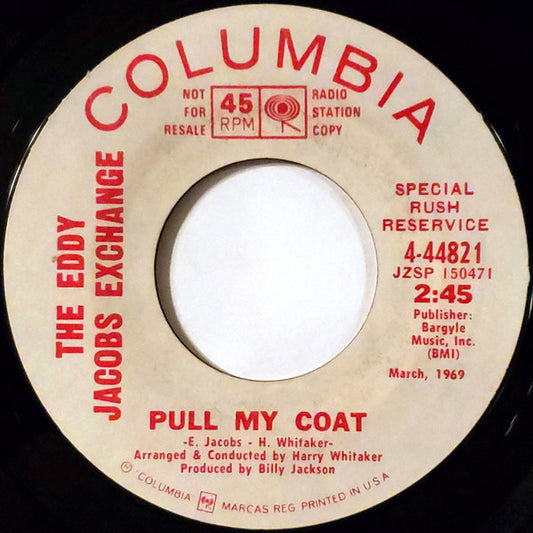 COLUMBIA
NOT
FOR
RESALE
45
RPM
RADIO
STATION
COPY
THE EDDY
JACOBS EXCHANGE
SPECIAL
RUSH
RESERVICE
4-44821
JZSP 150471
2:45
Publisher:
Bargyle
Music, Inc.
(BMI)
March, 1969
PULL MY COAT
-E. Jacobs - H. Whitaker-
Arranged & Conducted by Harry Whitaker
Produced by Billy Jackson
® "COLUMBIA" MARCAS REG. PRINTED IN U.S.A.